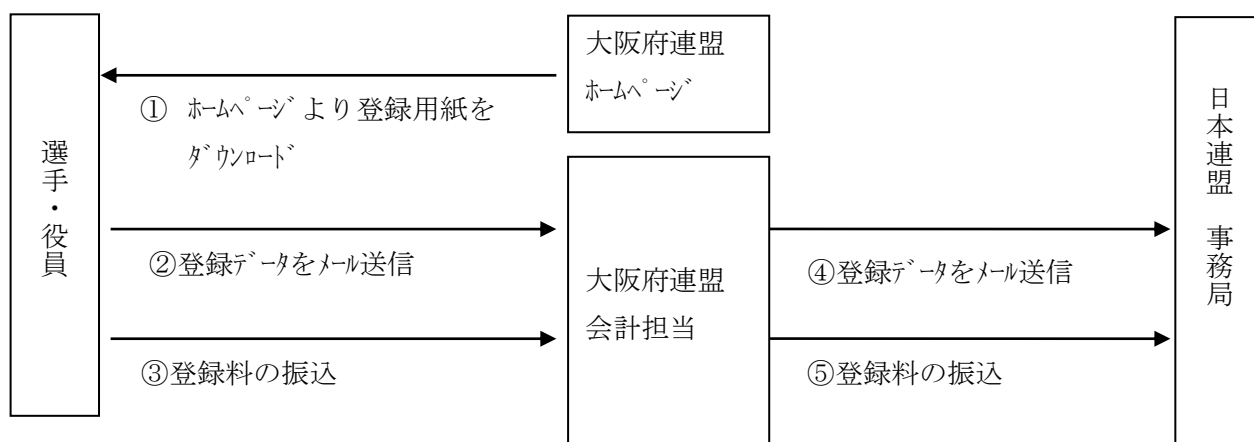 選手・役員
① ﾎｰﾑﾍﾟｰｼﾞより登録用紙を
ﾀﾞｳﾝﾛｰﾄﾞ
②登録ﾃﾞｰﾀをﾒｰﾙ送信
③登録料の振込
大阪府連盟
ﾎｰﾑﾍﾟｰｼﾞ
大阪府連盟
会計担当
④登録ﾃﾞｰﾀをﾒｰﾙ送信
⑤登録料の振込
日本連盟 事務局